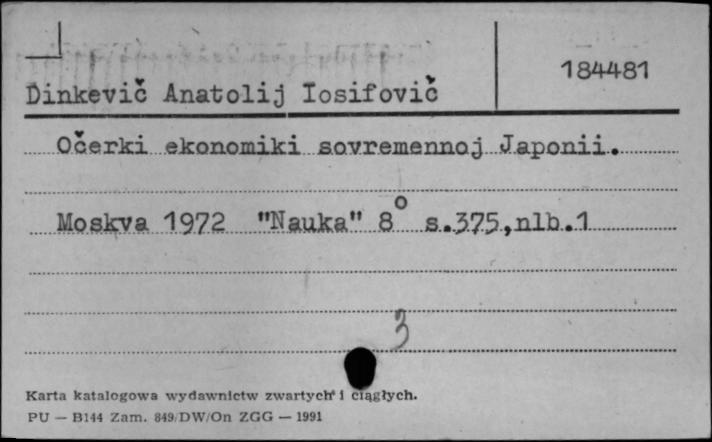 184481
Dinkevič Anatolij Iosifovič
Očerki ekonomiki sovremennoj Japonii.
Moskva 1972 "Nauka" 8° s.375,nlb.1
3
Karta katalogowa wydawnictw zwartych i ciągłych.
PU — B144 Zam. 849/DW/On ZGG — 1991